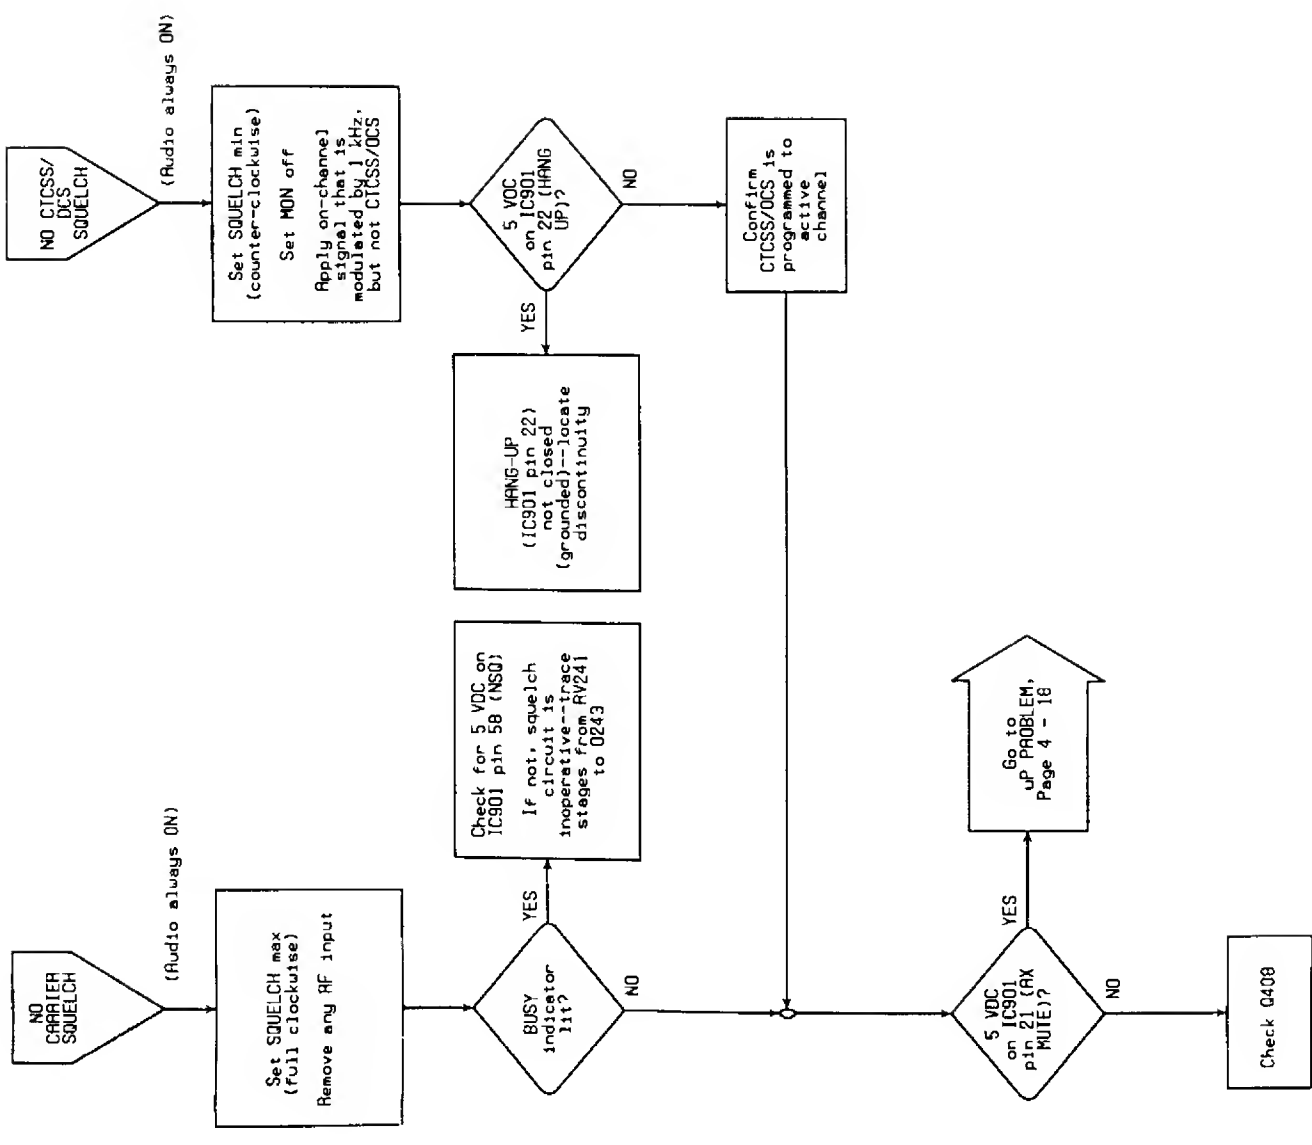 NO
CARRIER
SQUELCH
(Audio always ON)
Set SQUELCH max
(full clockwise)
Remove any RF input
BUSY
indicator
lit?
YES
NO
Check for 5 VDC on
IC901 pin 58 (NSQ)
If not, squelch
circuit is
inoperative--trace
stages from RV241
to Q243
NO CTCSS/
DCS
SQUELCH
(Audio always ON)
Set SQUELCH min
(counter-clockwise)
Set MON off
Apply on-channel
signal that is
modulated by 1 kHz,
but not CTCSS/DCS
5 VDC
on IC901
pin 22 (HANG
UP)?
YES
NO
HANG-UP
(IC901 pin 22)
not closed
(grounded)--locate
discontinuity
Confirm
CTCSS/DCS is
programmed to
active
channel
5 VDC
on IC901
pin 21 (RX
MUTE)?
YES
NO
Go to
uP PROBLEM,
Page 4 - 18
Check Q408